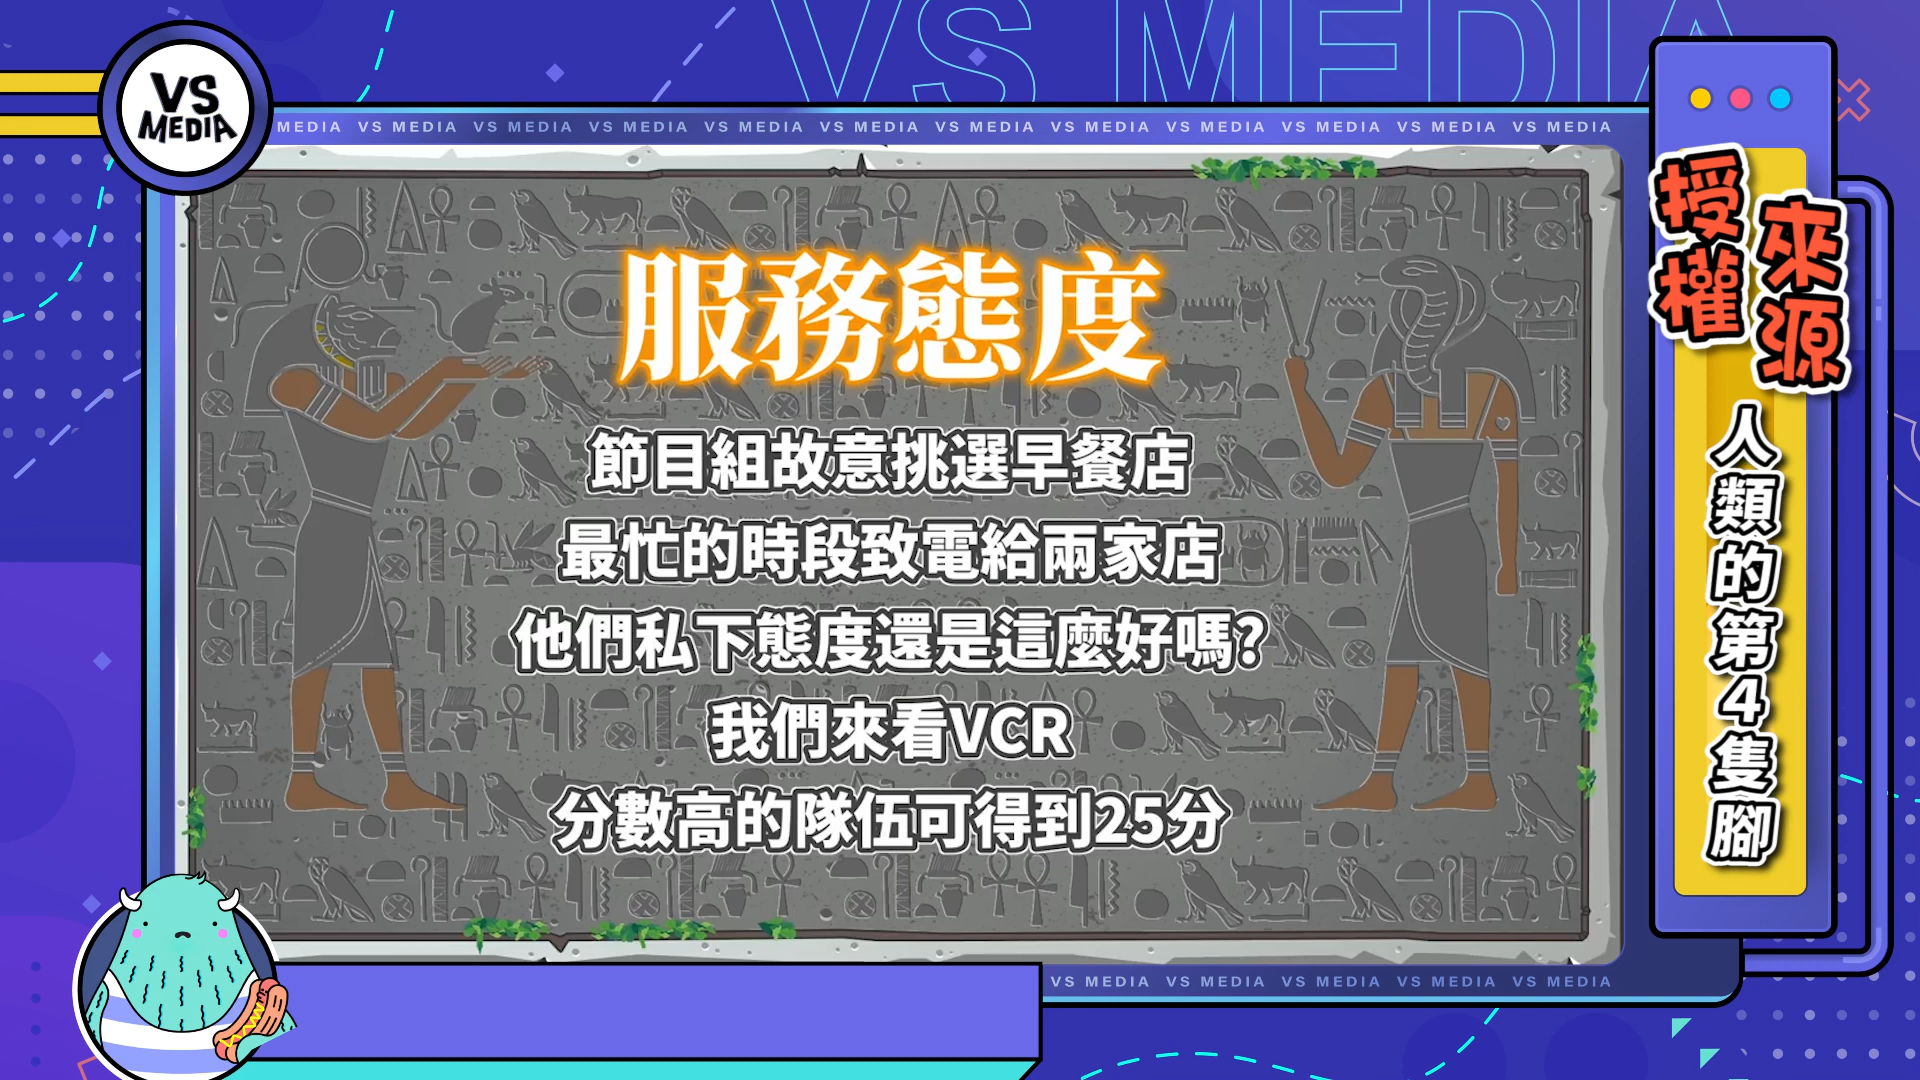 VS MEDIA
VS
MEDIA
MEDIA VS MEDIA VS MEDIA VS MEDIA VS MEDIA VS MEDIA VS MEDIA VS MEDIA VS MEDIA VS MEDIA VS MEDIA VS MEDIA
服務態度
節目組故意挑選早餐店
最忙的時段致電給兩家店
他們私下態度還是這麼好嗎?
我們來看VCR
分數高的隊伍可得到25分
VS MEDIA VS MEDIA VS MEDIA VS MEDIA VS MEDIA
授權
來源
人類的第4隻腳